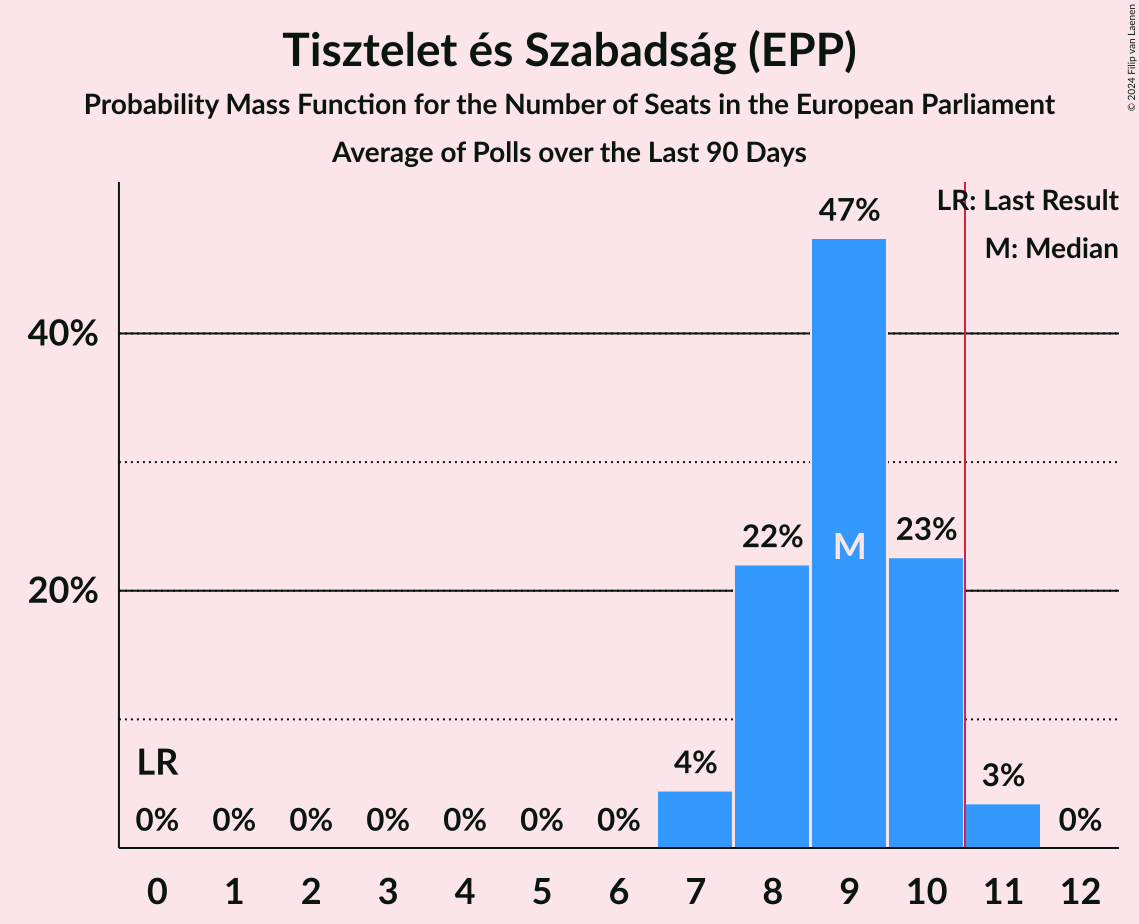 Tisztelet és Szabadság (EPP)
Probability Mass Function for the Number of Seats in the European Parliament
Average of Polls over the Last 90 Days
© 2024 Filip van Laenen
LR: Last Result
M: Median
47%
40%
22%
M
23%
20%
LR
4%
3%
0% 0% 0% 0% 0% 0% 0% 0%
0 1 2 3 4 5 6 7 8 9 10 11 12